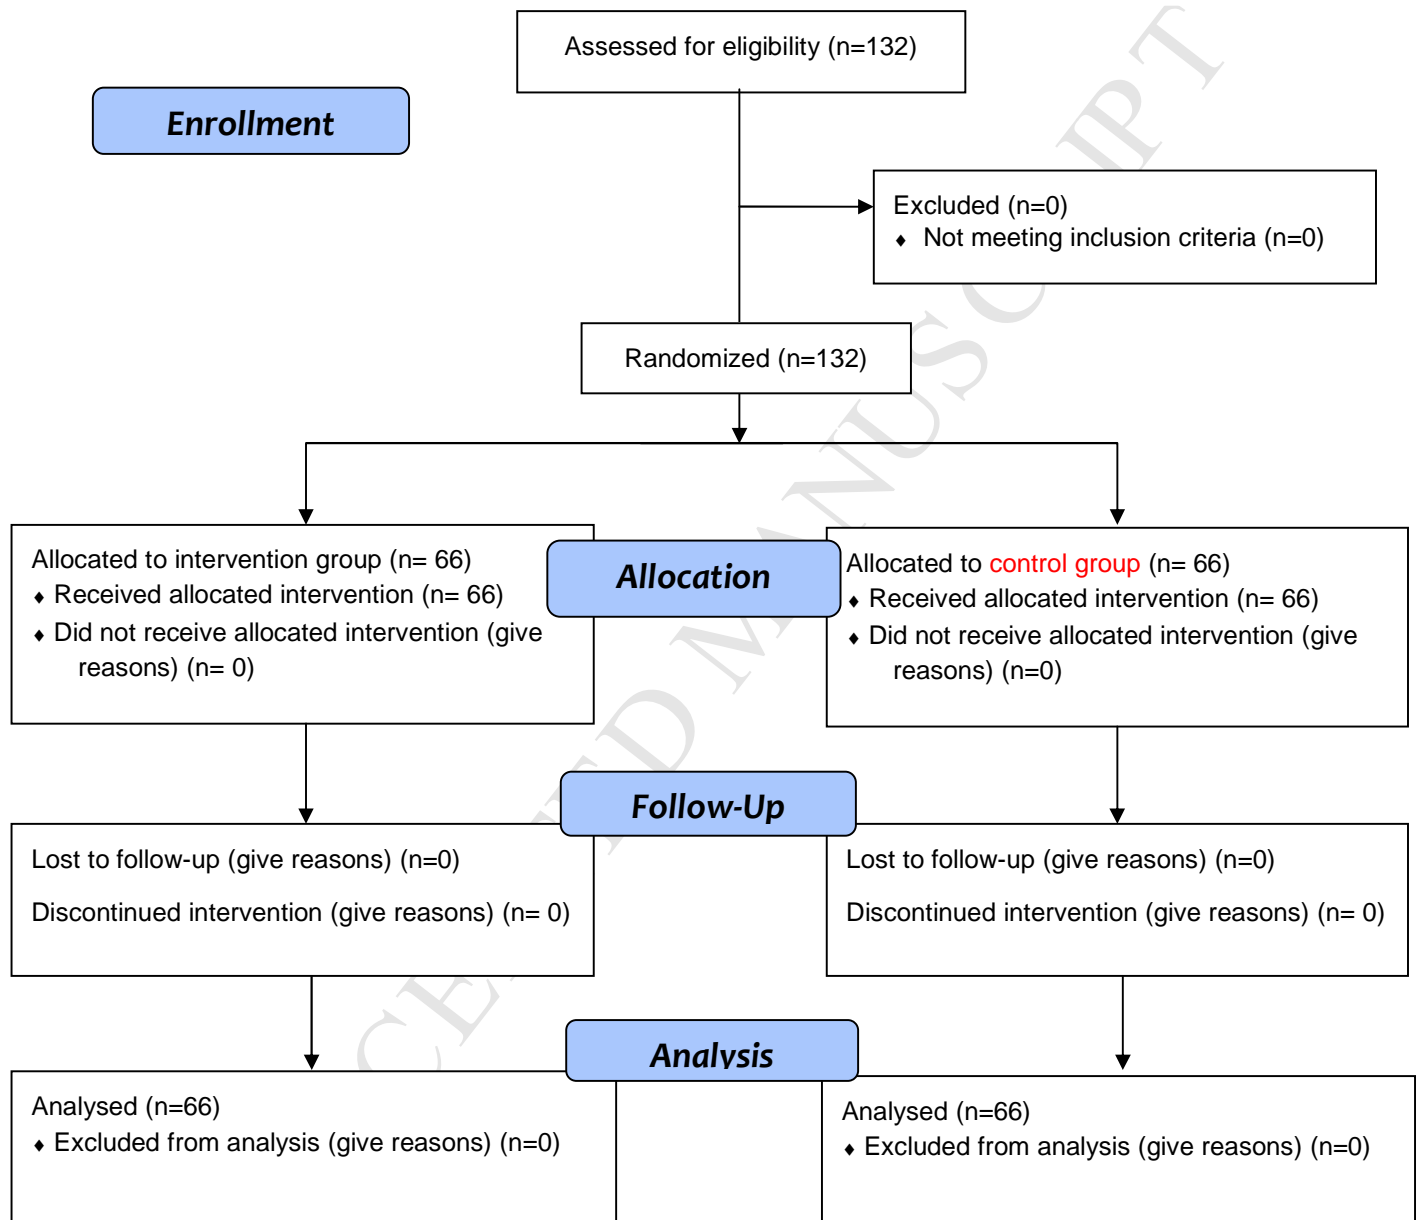 Assessed for eligibility (n=132)
Enrollment
Excluded (n=0)
♦ Not meeting inclusion criteria (n=0)
Randomized (n=132)
Allocated to intervention group (n= 66)
♦ Received allocated intervention (n= 66)
♦ Did not receive allocated intervention (give
reasons) (n= 0)
Allocation
Allocated to control group (n= 66)
♦ Received allocated intervention (n= 66)
♦ Did not receive allocated intervention (give
reasons) (n=0)
Follow-Up
Lost to follow-up (give reasons) (n=0)
Discontinued intervention (give reasons) (n= 0)
Lost to follow-up (give reasons) (n=0)
Discontinued intervention (give reasons) (n= 0)
Analysis
Analysed (n=66)
♦ Excluded from analysis (give reasons) (n=0)
Analysed (n=66)
♦ Excluded from analysis (give reasons) (n=0)
MANUSCRIPT